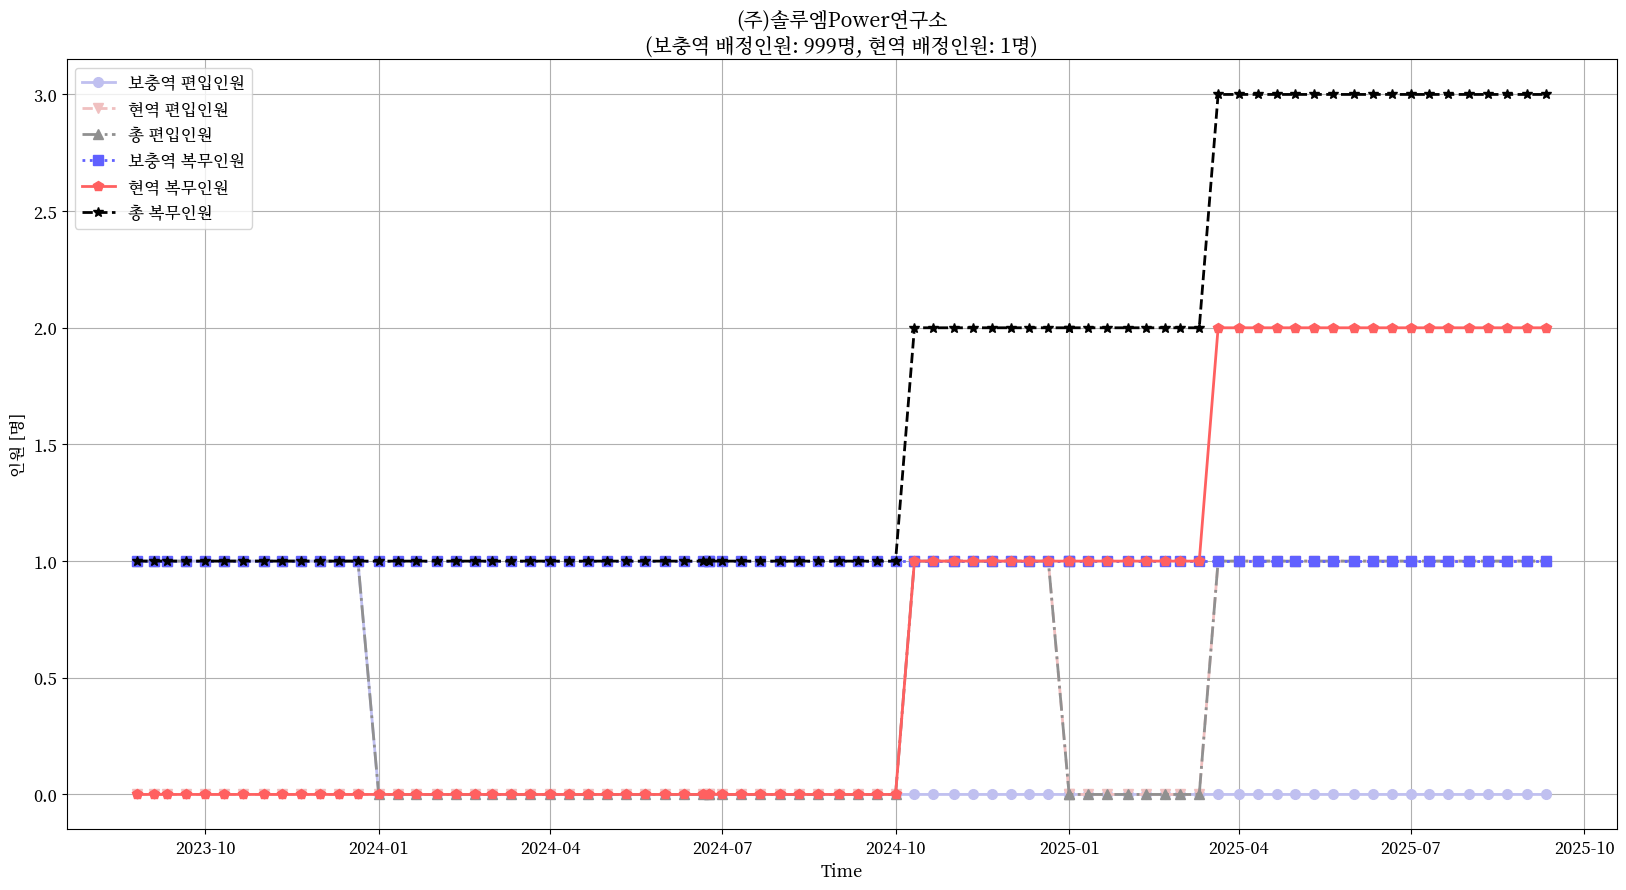 (주)솔루엠Power연구소
(보충역 배정인원: 999명, 현역 배정인원: 1명)
보충역 편입인원
현역 편입인원
총 편입인원
보충역 복무인원
현역 복무인원
총 복무인원
3.0
2.5
2.0
1.5
1.0
0.5
0.0
인원 [명]
2023-10
2024-01
2024-04
2024-07
2024-10
2025-01
2025-04
2025-07
2025-10
Time